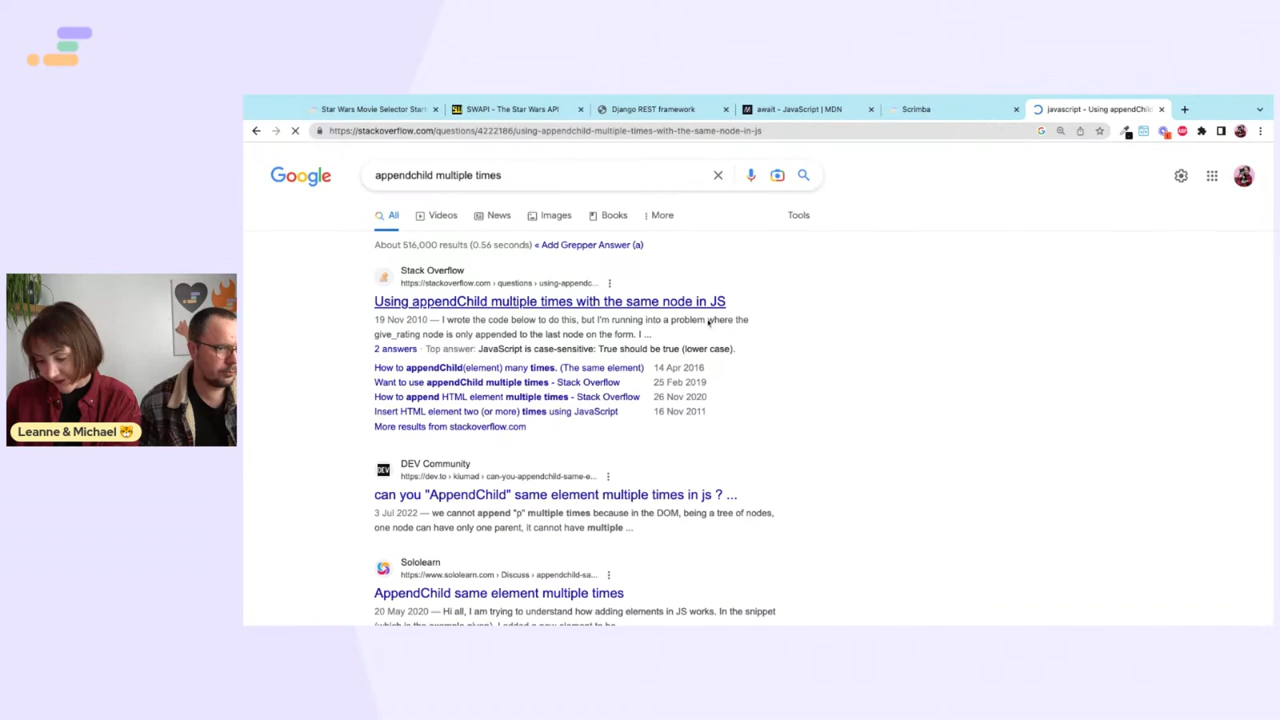 Star Wars Movie Selector Start
SWAPI - The Star Wars API
Django REST framework
await - JavaScript | MDN
Scrimba
javascript - Using appendChil
https://stackoverflow.com/questions/4222186/using-appendchild-multiple-times-with-the-same-node-in-js
Google
appendchild multiple times
All
Videos
News
Images
Books
More
Tools
About 516,000 results (0.56 seconds) « Add Grepper Answer (a)
Stack Overflow
https://stackoverflow.com › questions › using-appendc...
Using appendChild multiple times with the same node in JS
19 Nov 2010 — I wrote the code below to do this, but I'm running into a problem where the
give_rating node is only appended to the last node on the form. I ...
2 answers · Top answer: JavaScript is case-sensitive: True should be true (lower case).
How to appendChild(element) many times. (The same element) 14 Apr 2016
Want to use appendChild multiple times - Stack Overflow 25 Feb 2019
How to append HTML element multiple times - Stack Overflow 26 Nov 2020
Insert HTML element two (or more) times using JavaScript 16 Nov 2011
More results from stackoverflow.com
DEV
DEV Community
https://dev.to › kiumad › can-you-appendchild-same-e...
can you "AppendChild" same element multiple times in js ? ...
3 Jul 2022 — we cannot append "p" multiple times because in the DOM, being a tree of nodes,
one node can have only one parent, it cannot have multiple ...
Sololearn
https://www.sololearn.com › Discuss › appendchild-sa...
AppendChild same element multiple times
20 May 2020 — Hi all, I am trying to understand how adding elements in JS works. In the snippet
Leanne & Michael